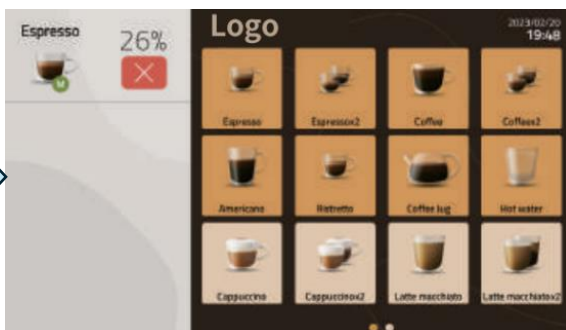 Espresso
26%
M
Logo
2023/02/20
19:48
Espresso
Espressox2
Coffee
Coffeex2
Americano
Ristretto
Coffee jug
Hot water
Cappuccino
Cappuccinox2
Latte macchiato
Latte macchiatox2